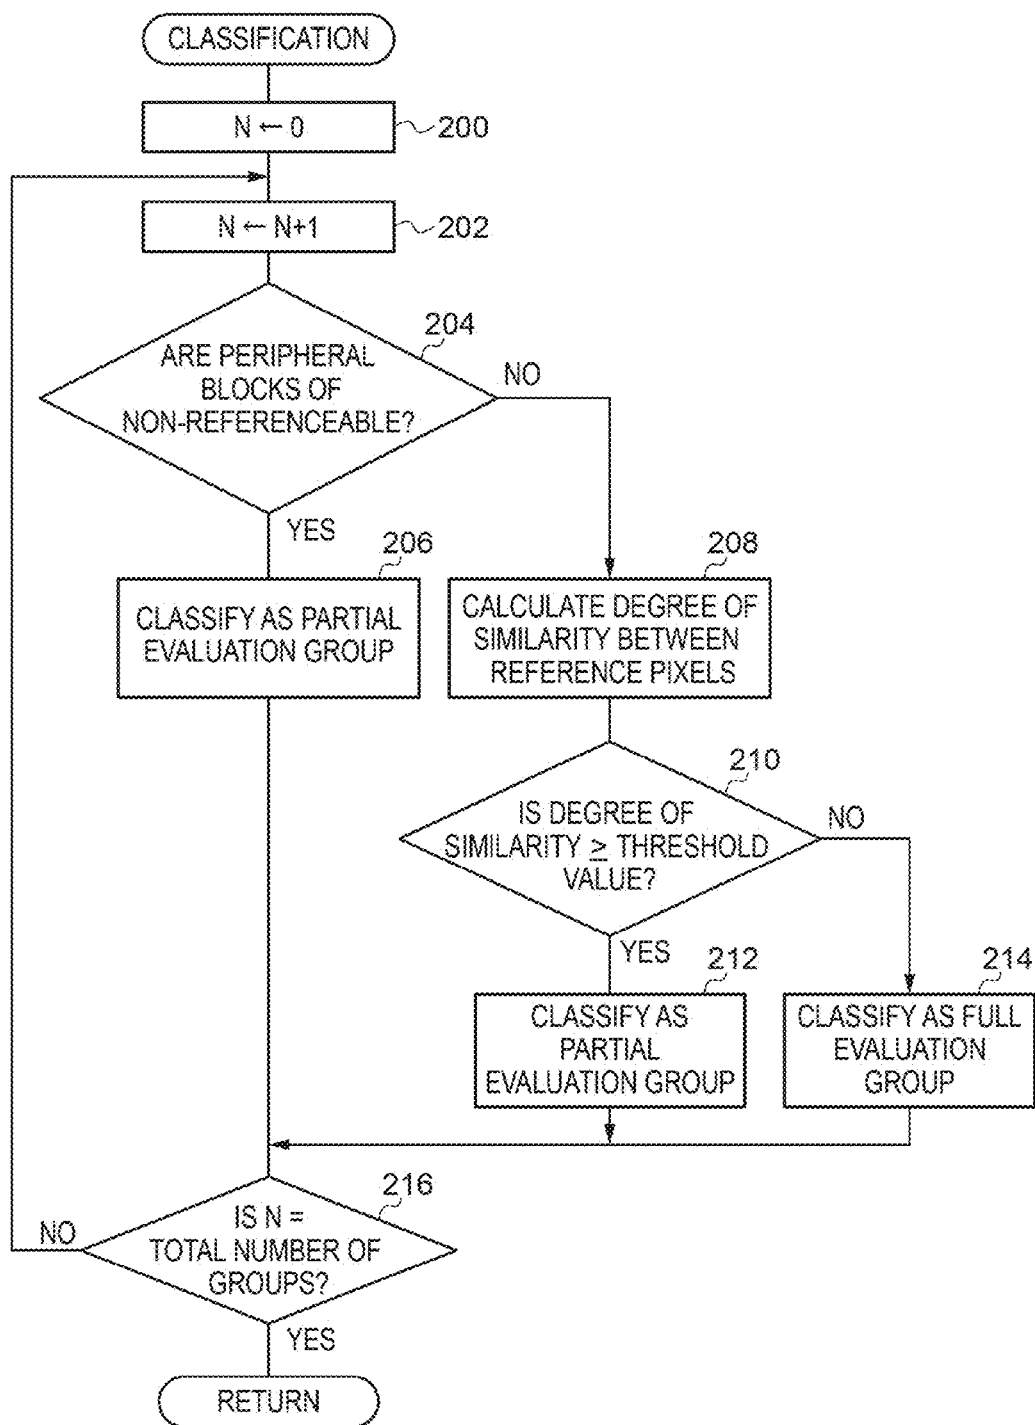 CLASSIFICATION
N ← 0
200
N ← N+1
202
204
ARE PERIPHERAL
BLOCKS OF
NON-REFERENCEABLE?
NO
YES
206
CLASSIFY AS PARTIAL
EVALUATION GROUP
208
CALCULATE DEGREE OF
SIMILARITY BETWEEN
REFERENCE PIXELS
210
IS DEGREE OF
SIMILARITY ≥ THRESHOLD
VALUE?
NO
YES
212
CLASSIFY AS
PARTIAL
EVALUATION GROUP
214
CLASSIFY AS FULL
EVALUATION
GROUP
216
IS N =
TOTAL NUMBER OF
GROUPS?
NO
YES
RETURN